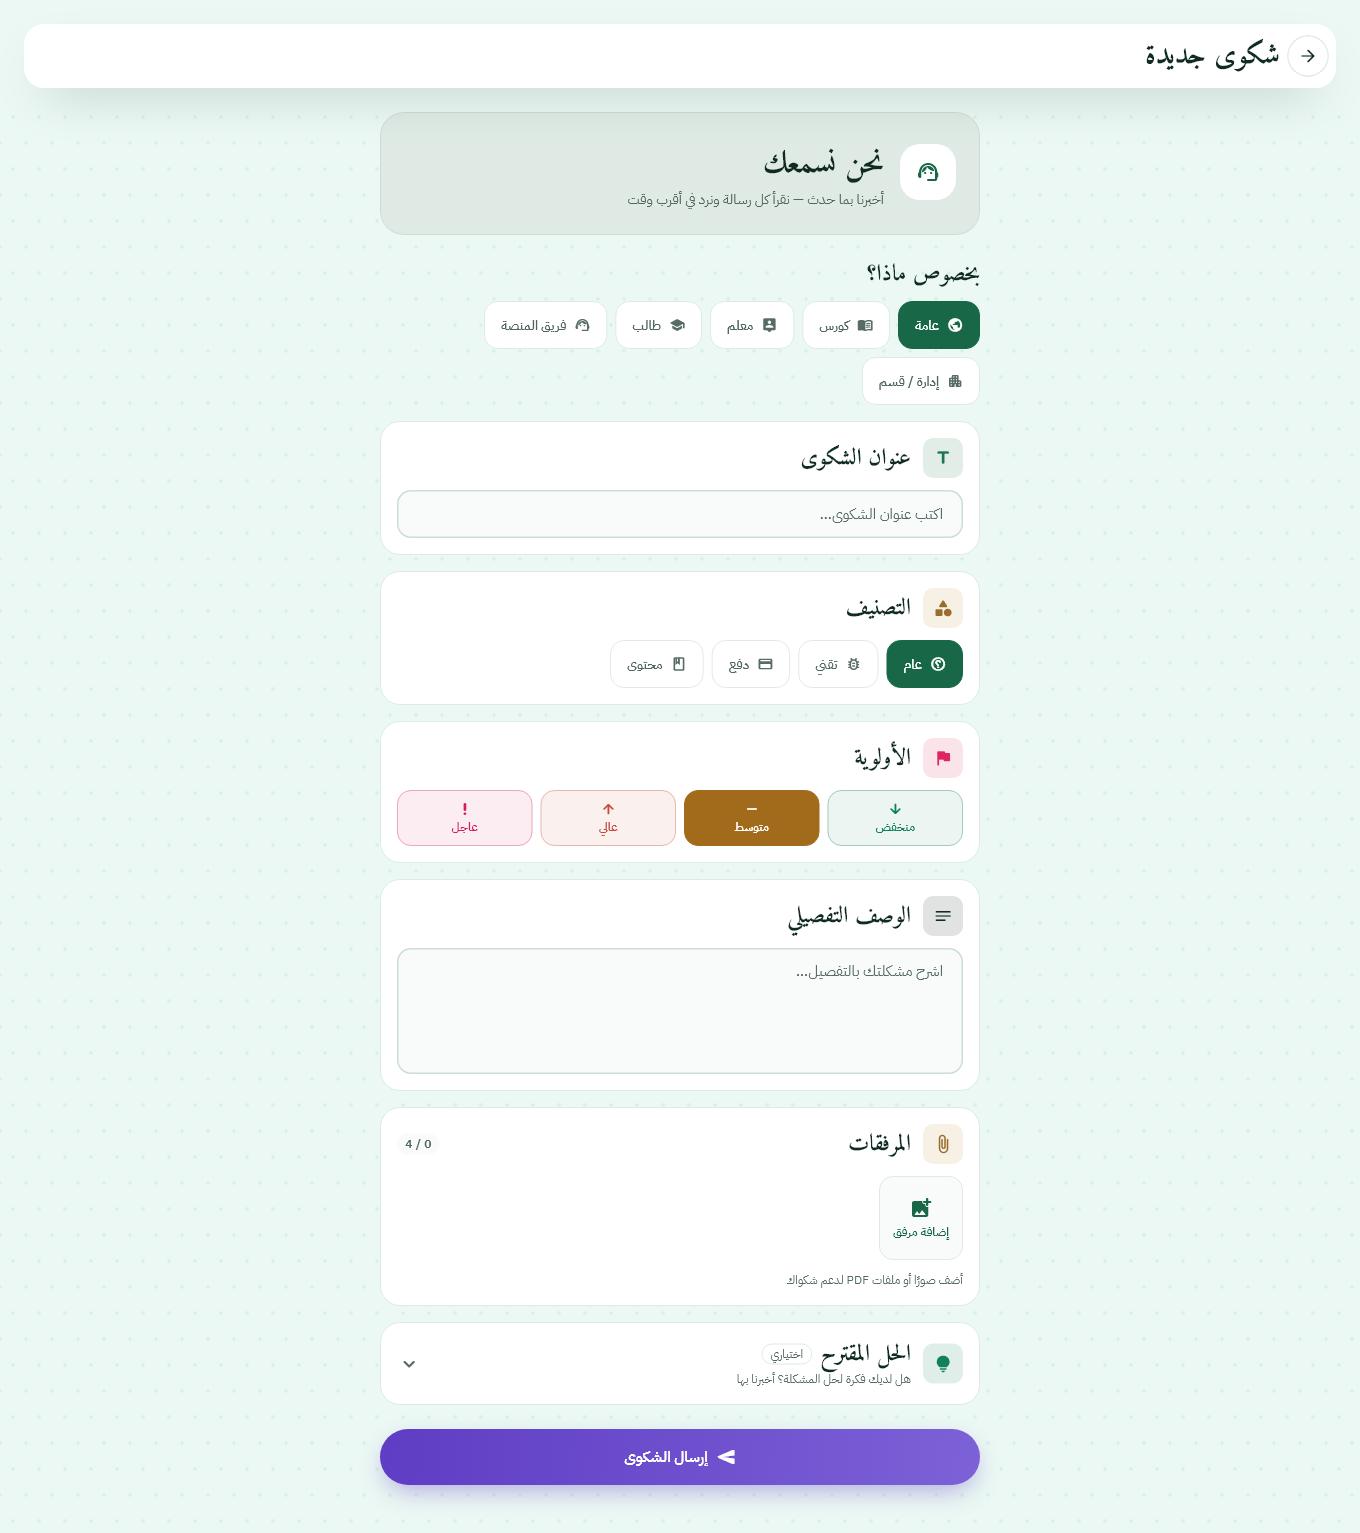 شكوى جديدة
نحن نسمعك
أخبرنا بما حدث — نقرأ كل رسالة ونرد في أقرب وقت
بخصوص ماذا؟
عامة
كورس
معلم
طالب
فريق المنصة
إدارة / قسم
عنوان الشكوى
اكتب عنوان الشكوى...
التصنيف
عام
تقني
دفع
محتوى
الأولوية
منخفض
متوسط
عالي
عاجل
الوصف التفصيلي
اشرح مشكلتك بالتفصيل...
المرفقات
4 / 0
إضافة مرفق
أضف صورًا أو ملفات PDF لدعم شكواك
الحل المقترح
اختياري
هل لديك فكرة لحل المشكلة؟ أخبرنا بها
إرسال الشكوى